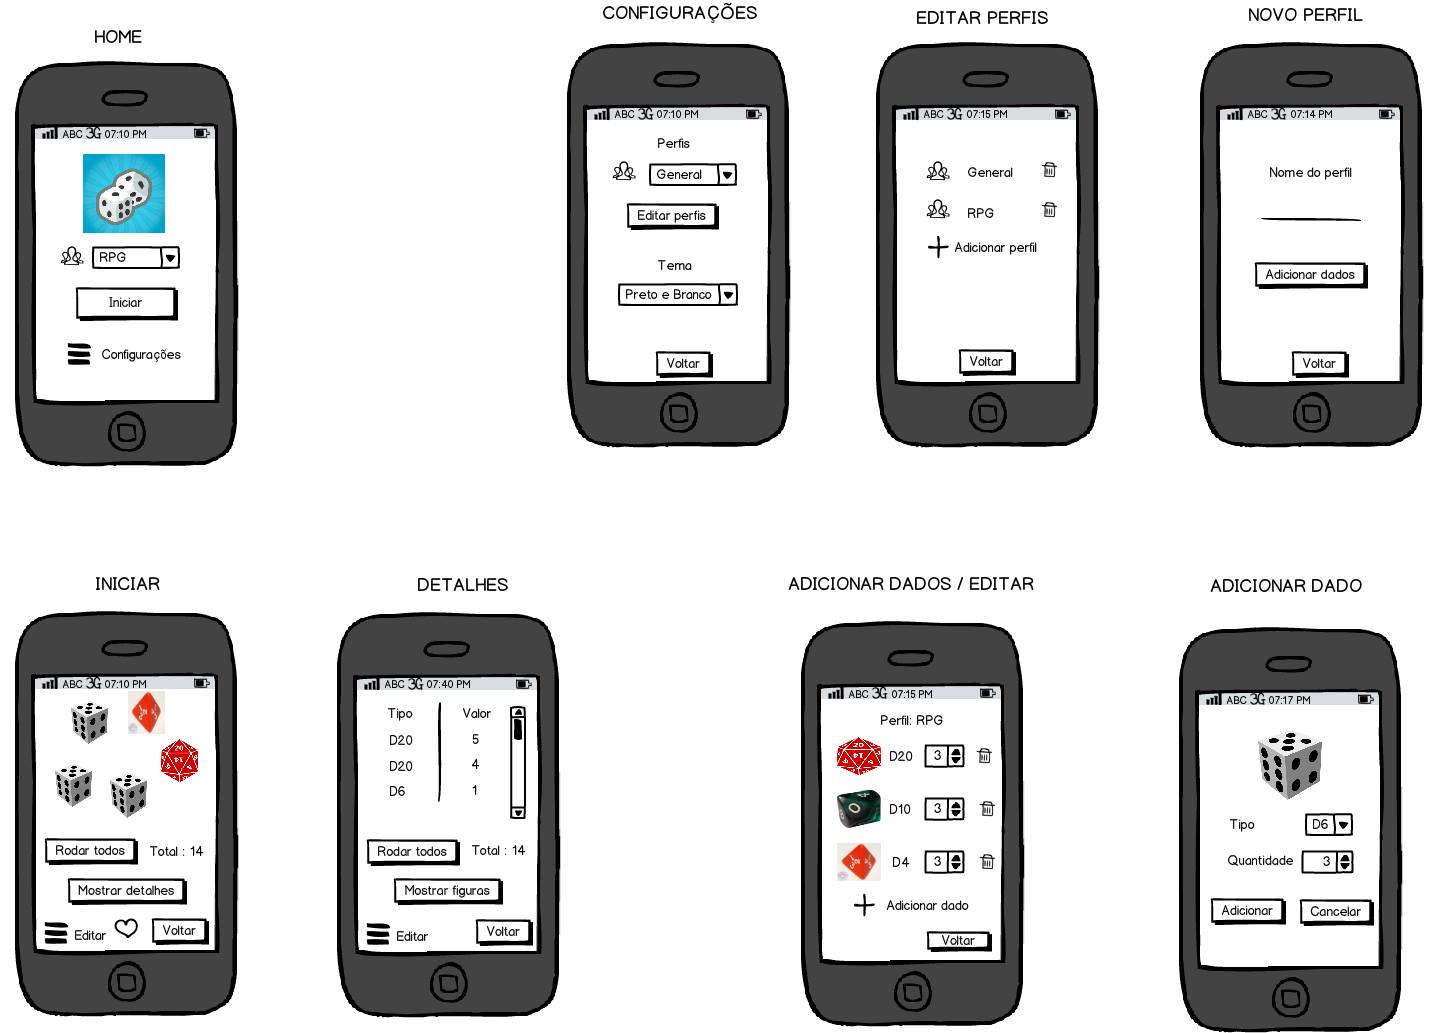 HOME
ABC 3G 07:10 PM
RPG
Iniciar
Configurações
CONFIGURAÇÕES
ABC 3G 07:10 PM
Perfis
General
Editar perfis
Tema
Preto e Branco
Voltar
EDITAR PERFIS
ABC 3G 07:15 PM
General
RPG
Adicionar perfil
Voltar
NOVO PERFIL
ABC 3G 07:14 PM
Nome do perfil
Adicionar dados
Voltar
INICIAR
ABC 3G 07:10 PM
20
Rodar todos Total : 14
Mostrar detalhes
Editar Voltar
DETALHES
ABC 3G 07:40 PM
Tipo Valor
D20 5
D20 4
D6 1
Rodar todos Total : 14
Mostrar figuras
Editar Voltar
ADICIONAR DADOS / EDITAR
ABC 3G 07:15 PM
Perfil: RPG
20
D20 3
0
D10 3
D4 3
Adicionar dado
Voltar
ADICIONAR DADO
ABC 3G 07:17 PM
Tipo D6
Quantidade 3
Adicionar Cancelar